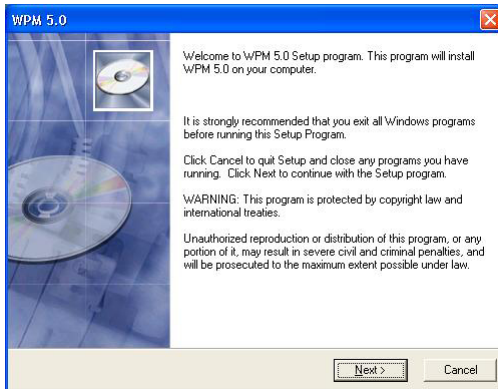 WPM 5.0
Welcome to WPM 5.0 Setup program. This program will install
WPM 5.0 on your computer.
It is strongly recommended that you exit all Windows programs
before running this Setup Program.
Click Cancel to quit Setup and close any programs you have
running. Click Next to continue with the Setup program.
WARNING: This program is protected by copyright law and
international treaties.
Unauthorized reproduction or distribution of this program, or any
portion of it, may result in severe civil and criminal penalties, and
will be prosecuted to the maximum extent possible under law.
Next >
Cancel